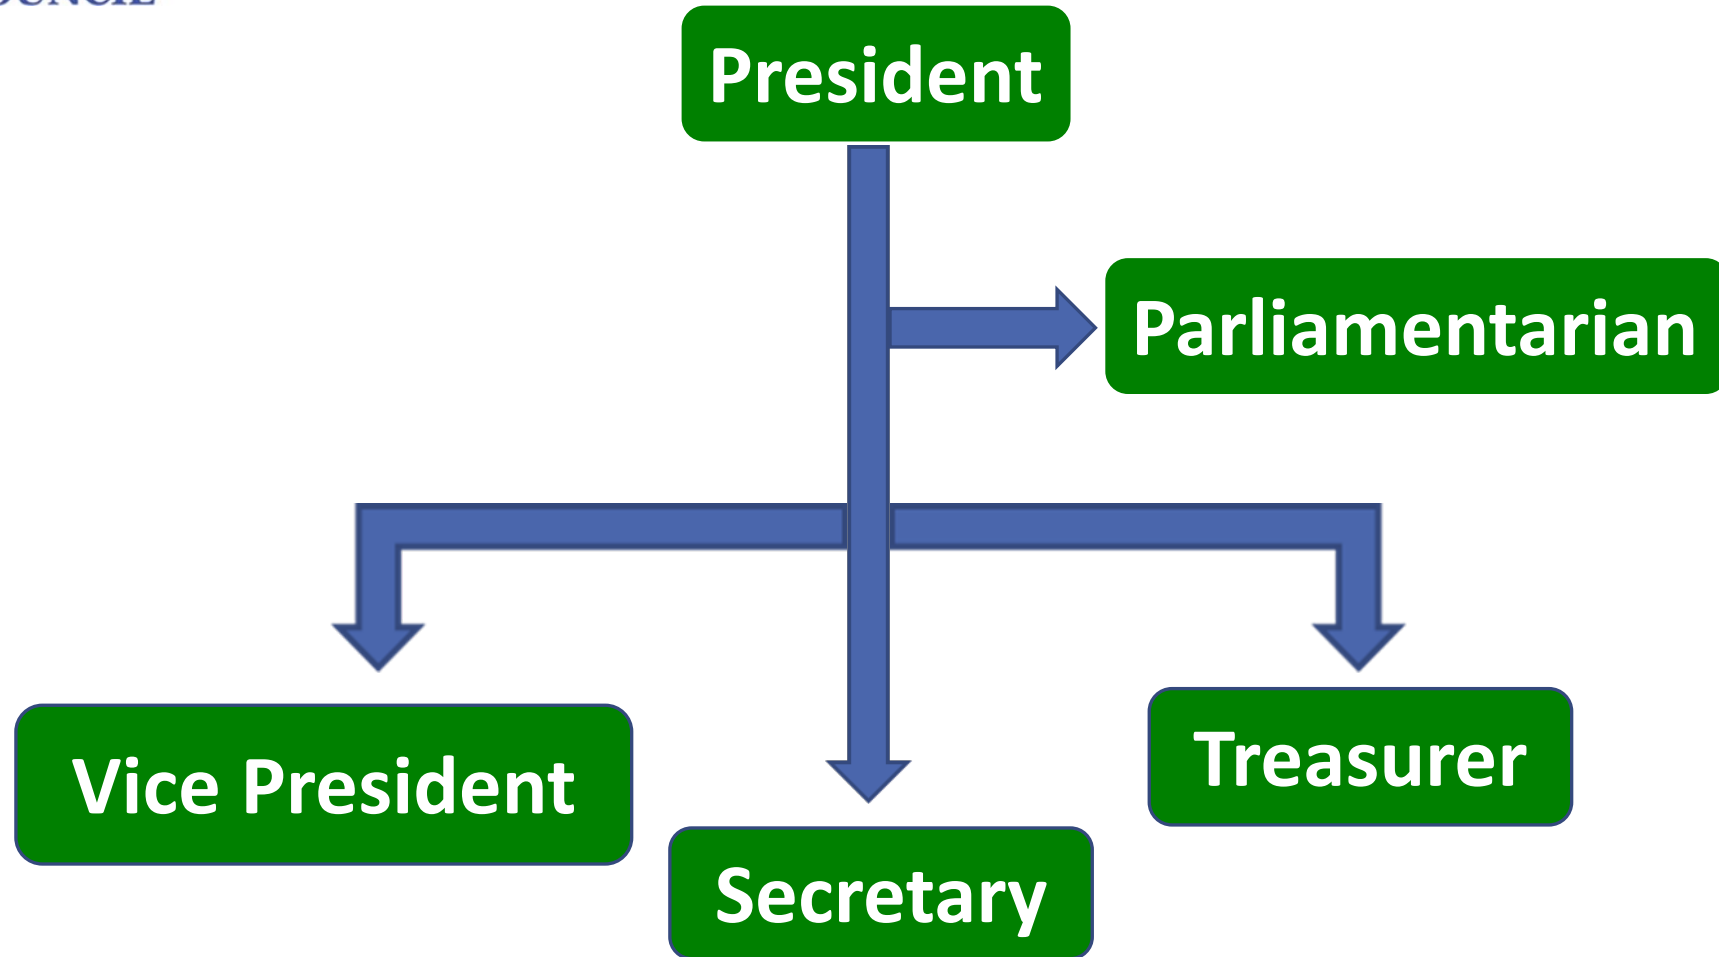 President
Parliamentarian
Vice President
Treasurer
Secretary